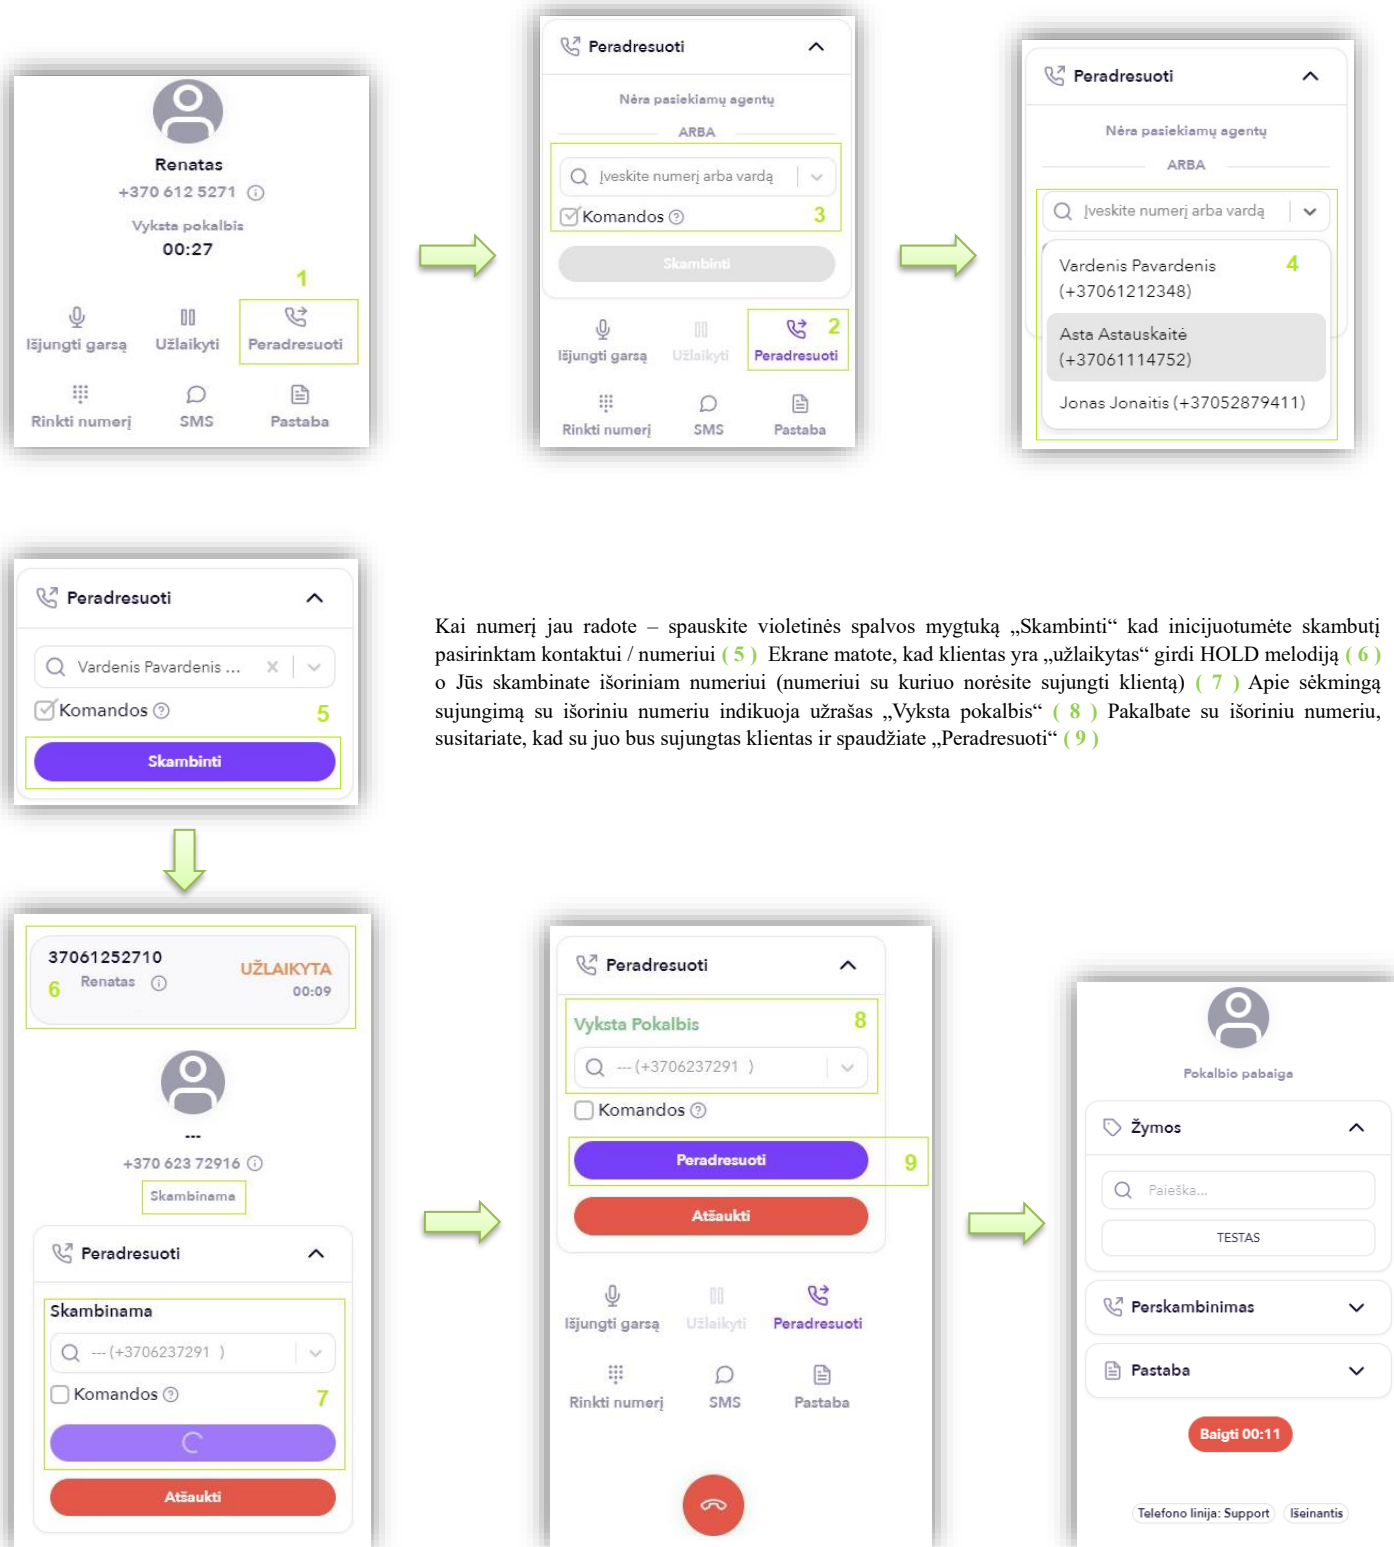 Renatas
+370 612 5271
Vyksta pokalbis
00:27
1
Išjungti garsą
Užlaikyti
Peradresuoti
Rinkti numerį
SMS
Pastaba
Peradresuoti
Nėra pasiekiamų agentų
ARBA
Įveskite numerį arba vardą
Komandos
3
Skambinti
2
Išjungti garsą
Užlaikyti
Peradresuoti
Rinkti numerį
SMS
Pastaba
Peradresuoti
Nėra pasiekiamų agentų
ARBA
Įveskite numerį arba vardą
Vardenis Pavardenis
4
(+37061212348)
Asta Astauskaitė
(+37061114752)
Jonas Jonaitis (+37052879411)
Peradresuoti
Vardenis Pavardenis ...
Komandos
5
Skambinti
Kai numerį jau radote – spauskite violetinės spalvos mygtuką „Skambinti“ kad inicijuotumėte skambutį
pasirinktam kontaktui / numeriui ( 5 ) Ekrane matote, kad klientas yra „užlaikytas“ girdi HOLD melodiją ( 6 )
o Jūs skambinate išoriniam numeriui (numeriui su kuriuo norėsite sujungti klientą) ( 7 ) Apie sėkmingą
sujungimą su išoriniu numeriu indikuoja užrašas „Vyksta pokalbis“ ( 8 ) Pakalbate su išoriniu numeriu,
susitariate, kad su juo bus sujungtas klientas ir spaudžiate „Peradresuoti“ ( 9 )
37061252710
UŽLAIKYTA
6
Renatas
00:09
---
+370 623 72916
Skambinama
Peradresuoti
Skambinama
--- (+3706237291 )
Komandos
7
Atšaukti
Peradresuoti
Vyksta Pokalbis
8
--- (+3706237291 )
Komandos
Peradresuoti
9
Atšaukti
Išjungti garsą
Užlaikyti
Peradresuoti
Rinkti numerį
SMS
Pastaba
Pokalbio pabaiga
Žymos
Paieška...
TESTAS
Perskambinimas
Pastaba
Baigti 00:11
Telefono linija: Support
Išeinantis